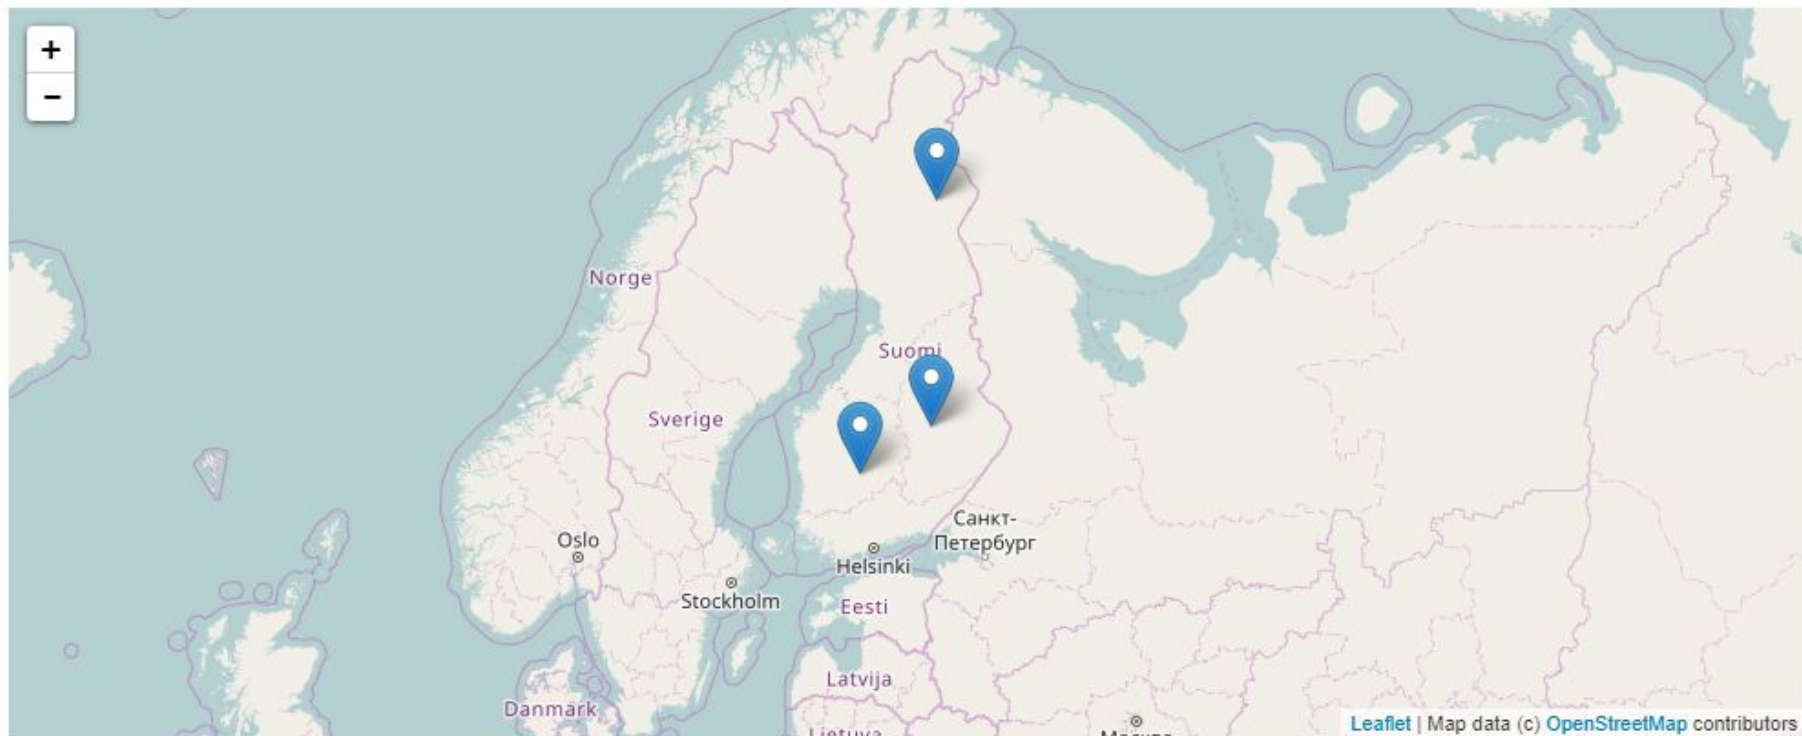 +
−
Norge
Suomi
Sverige
Санкт-
Петербург
Oslo
Helsinki
Stockholm
Eesti
Latvija
Danmark
Leaflet | Map data (c) OpenStreetMap contributors